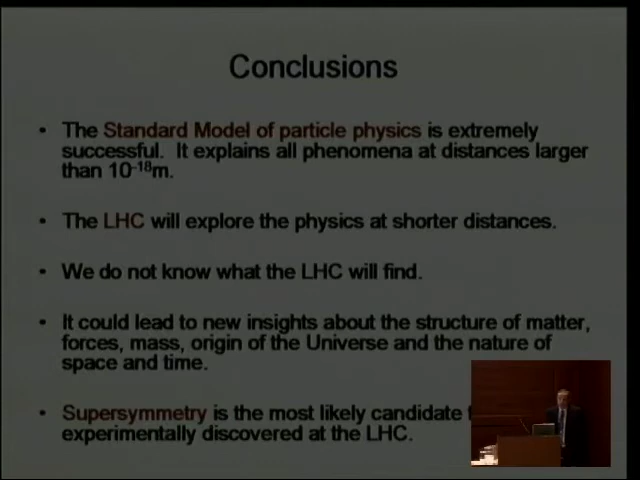 Conclusions
• The Standard Model of particle physics is extremely
successful. It explains all phenomena at distances larger
than 10⁻¹⁸m.
• The LHC will explore the physics at shorter distances.
• We do not know what the LHC will find.
• It could lead to new insights about the structure of matter,
forces, mass, origin of the Universe and the nature of
space and time.
• Supersymmetry is the most likely candidate
experimentally discovered at the LHC.